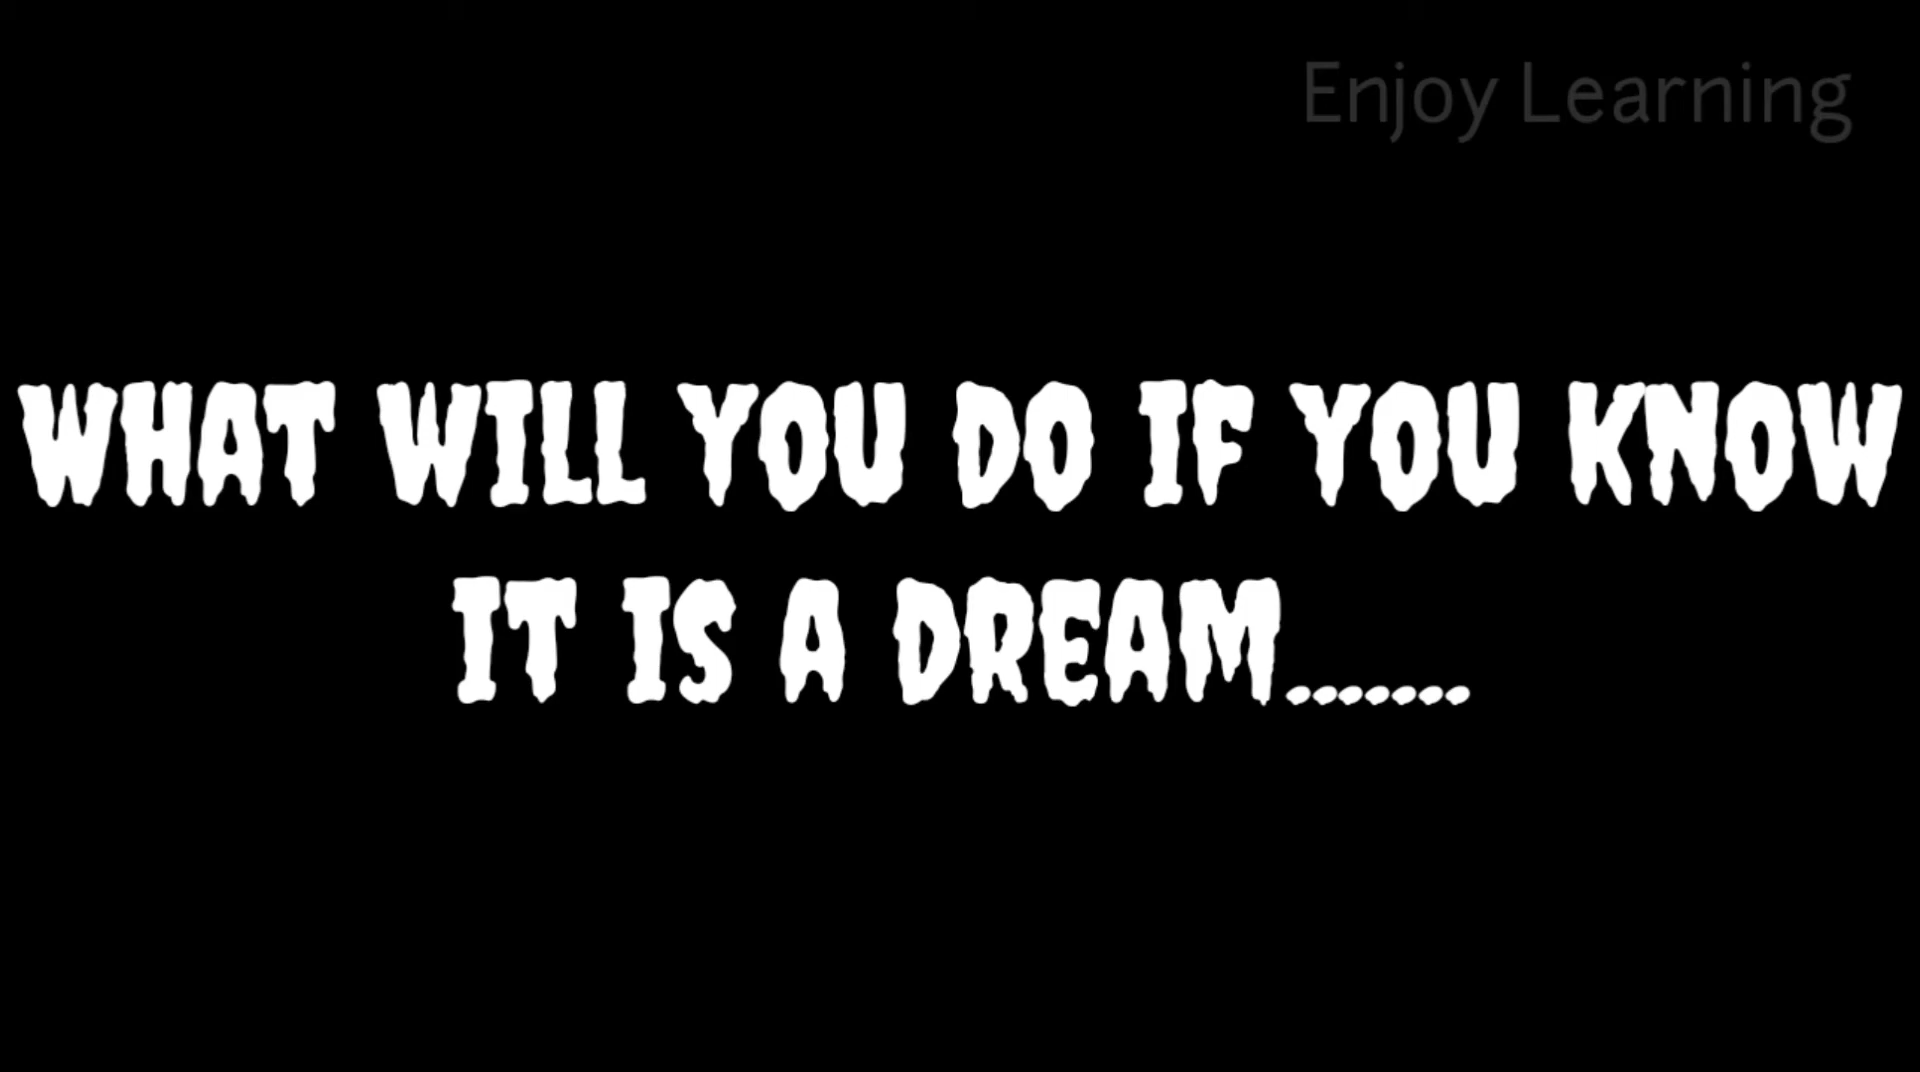 Enjoy Learning
WHAT WILL YOU DO IF YOU KNOW
IT IS A DREAM.......